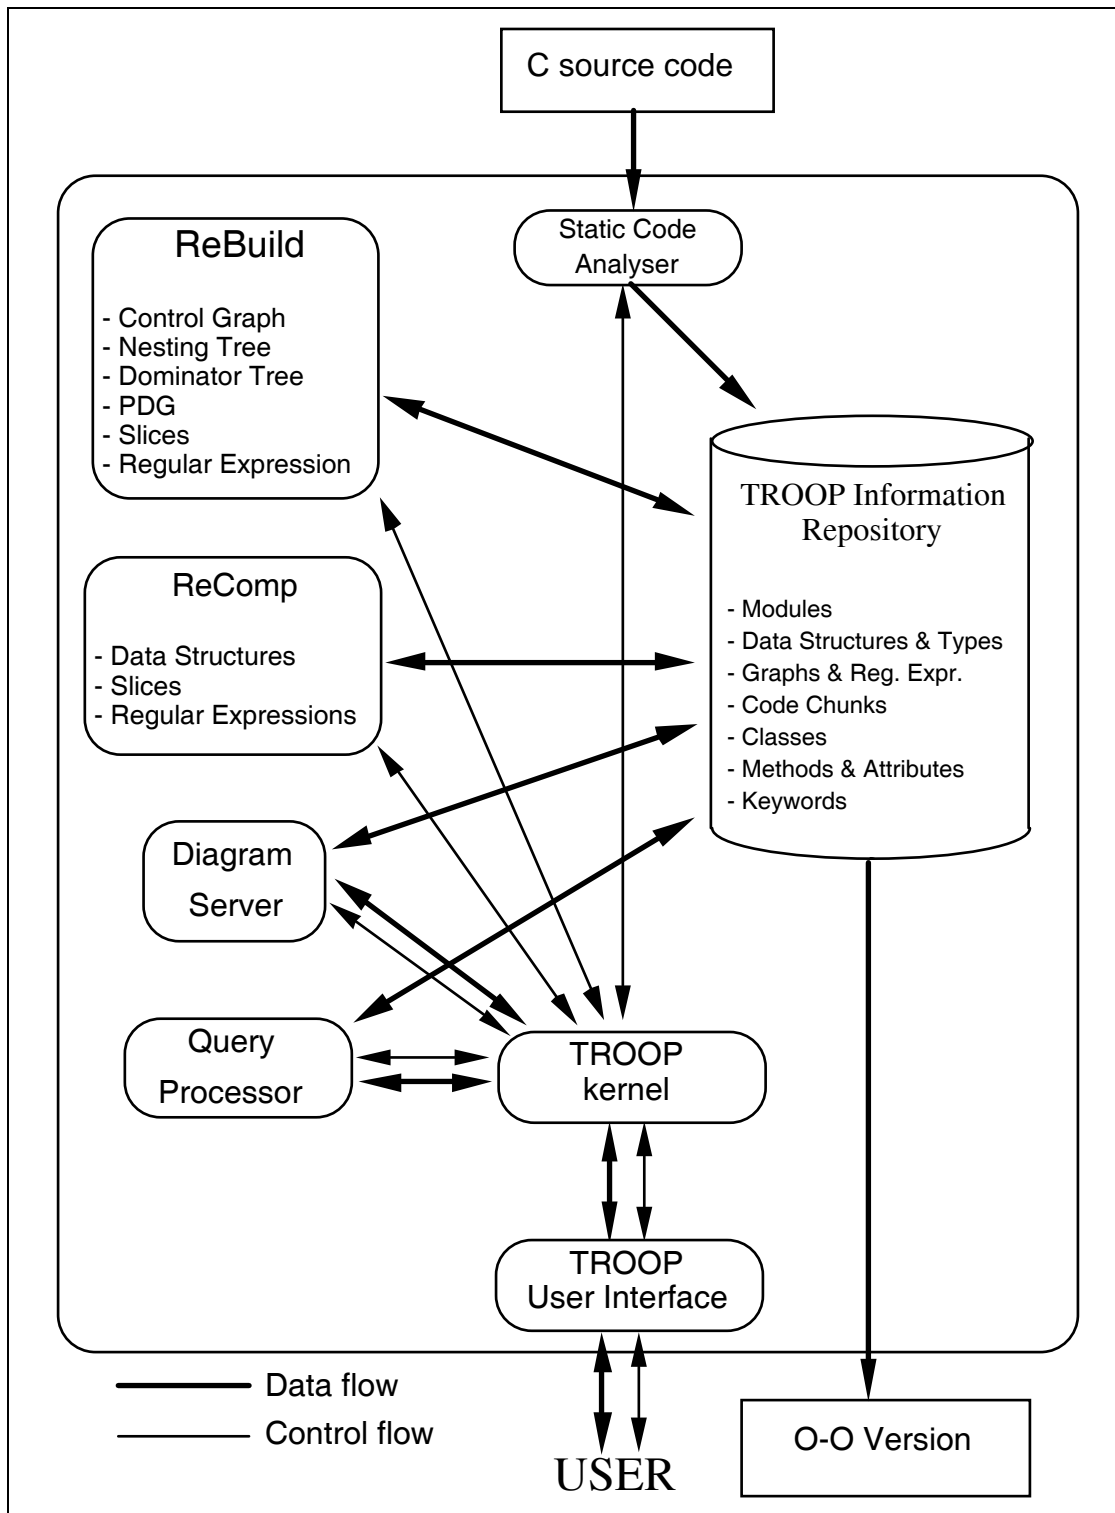 C source code
Static Code
Analyser
ReBuild
- Control Graph
- Nesting Tree
- Dominator Tree
- PDG
- Slices
- Regular Expression
TROOP Information
Repository
- Modules
- Data Structures & Types
- Graphs & Reg. Expr.
- Code Chunks
- Classes
- Methods & Attributes
- Keywords
ReComp
- Data Structures
- Slices
- Regular Expressions
Diagram
Server
Query
Processor
TROOP
kernel
TROOP
User Interface
Data flow
Control flow
USER
O-O Version